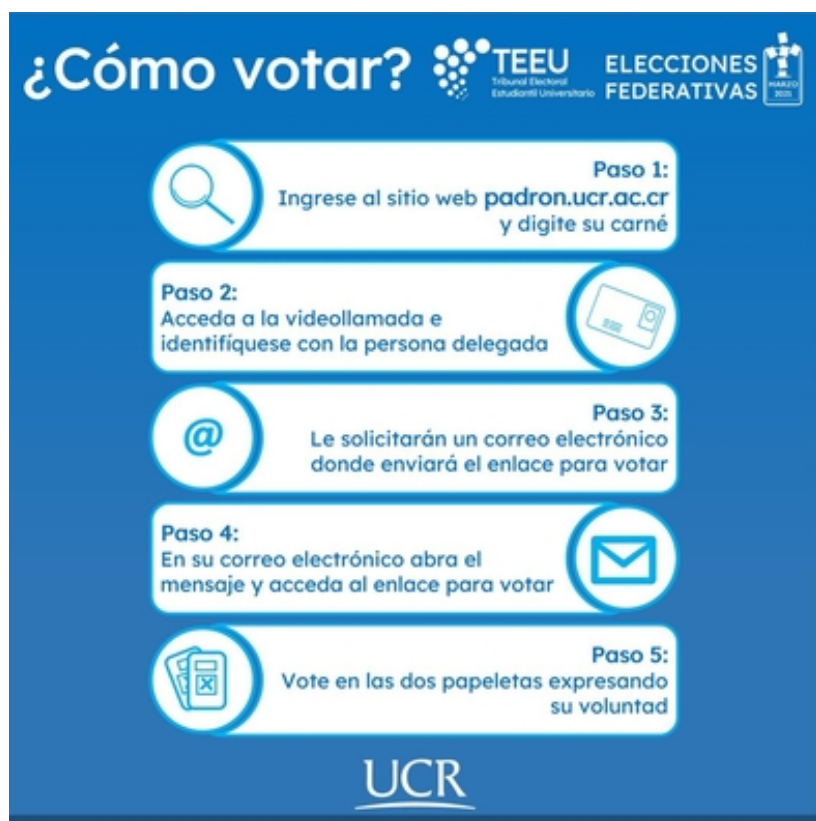 ¿Cómo votar?
TEEU
Tribunal Electoral
Estudiantil Universitario
ELECCIONES
FEDERATIVAS
MARZO
2021
Paso 1:
Ingrese al sitio web padron.ucr.ac.cr
y digite su carné
Paso 2:
Acceda a la videollamada e
identifíquese con la persona delegada
@
Paso 3:
Le solicitarán un correo electrónico
donde enviará el enlace para votar
Paso 4:
En su correo electrónico abra el
mensaje y acceda al enlace para votar
Paso 5:
Vote en las dos papeletas expresando
su voluntad
UCR